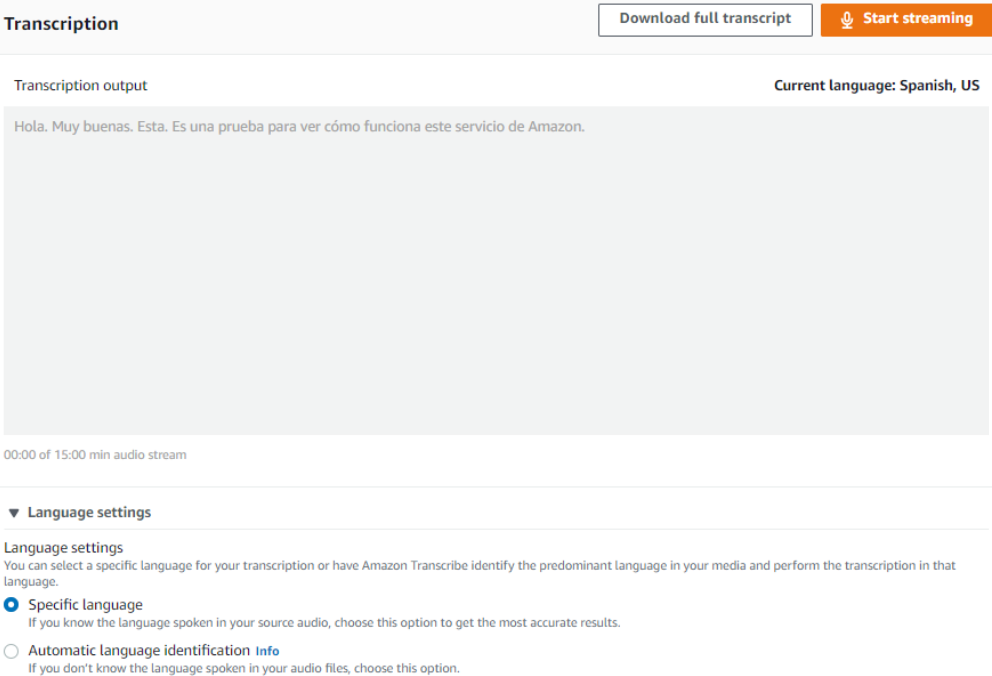 Transcription
Download full transcript
Start streaming
Transcription output
Current language: Spanish, US
Hola. Muy buenas. Esta. Es una prueba para ver cómo funciona este servicio de Amazon.
00:00 of 15:00 min audio stream
Language settings
Language settings
You can select a specific language for your transcription or have Amazon Transcribe identify the predominant language in your media and perform the transcription in that
language.
Specific language
If you know the language spoken in your source audio, choose this option to get the most accurate results.
Automatic language identification Info
If you don't know the language spoken in your audio files, choose this option.